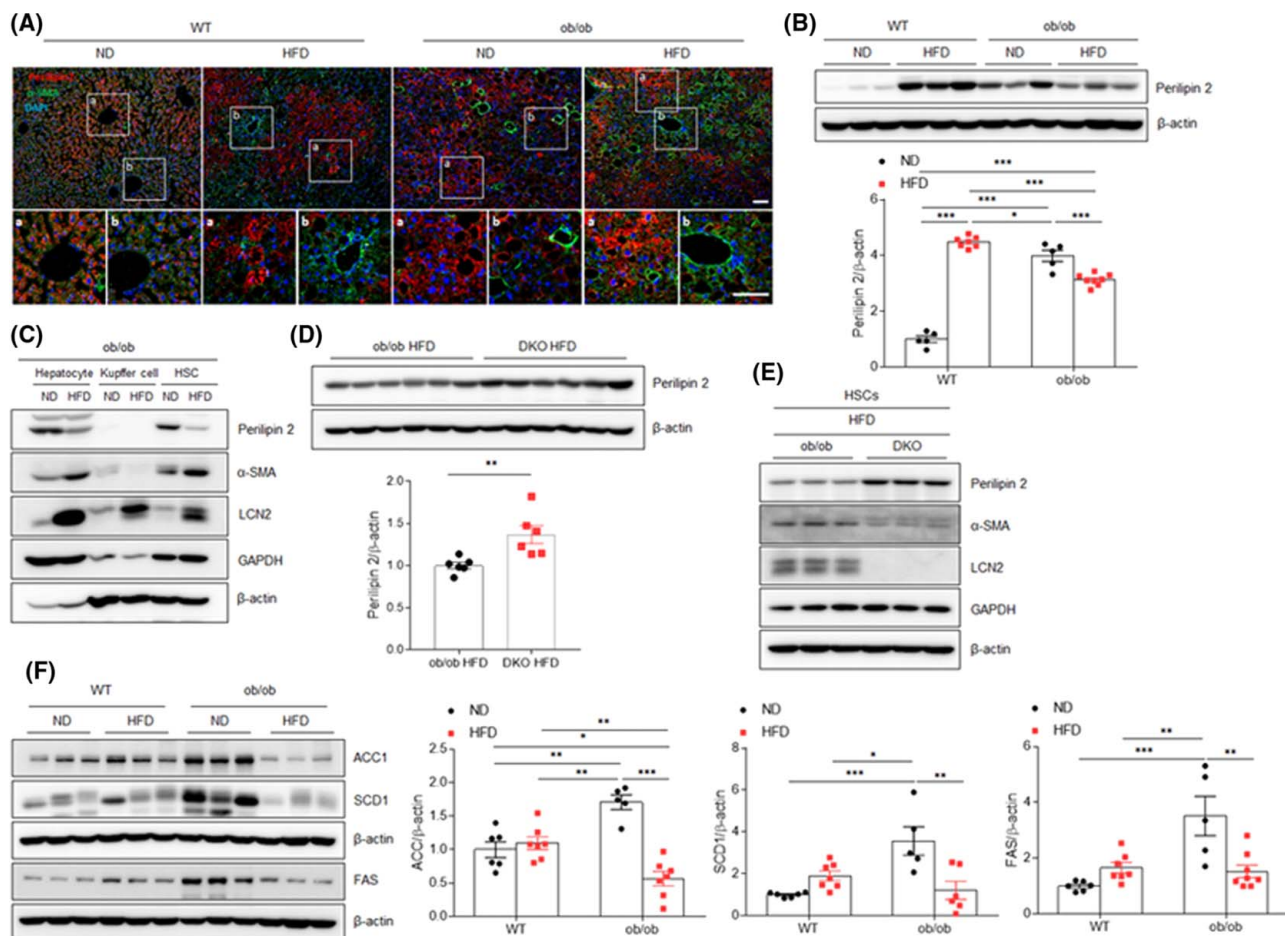 (A)
WT
ob/ob
ND
HFD
ND
HFD
Perilipin2
α-SMA
DAPI
a
b
b
a
b
a
a
b
a
b
a
b
a
b
a
b
(B)
WT
ob/ob
ND
HFD
ND
HFD
Perilipin 2
β-actin
ND
HFD
***
***
***
***
*
***
Perilipin 2/β-actin
6
4
2
0
WT
ob/ob
(C)
ob/ob
Hepatocyte
Kupffer cell
HSC
ND
HFD
ND
HFD
ND
HFD
Perilipin 2
α-SMA
LCN2
GAPDH
β-actin
(D)
ob/ob HFD
DKO HFD
Perilipin 2
β-actin
**
Perilipin 2/β-actin
2.0
1.5
1.0
0.5
0.0
ob/ob HFD
DKO HFD
(E)
HSCs
HFD
ob/ob
DKO
Perilipin 2
α-SMA
LCN2
GAPDH
β-actin
(F)
WT
ob/ob
ND
HFD
ND
HFD
ACC1
SCD1
β-actin
FAS
β-actin
ND
HFD
**
*
**
**
***
ACC/β-actin
2.5
2.0
1.5
1.0
0.5
0.0
WT
ob/ob
ND
HFD
*
***
**
SCD1/β-actin
8
6
4
2
0
WT
ob/ob
ND
HFD
**
***
**
FAS/β-actin
6
4
2
0
WT
ob/ob